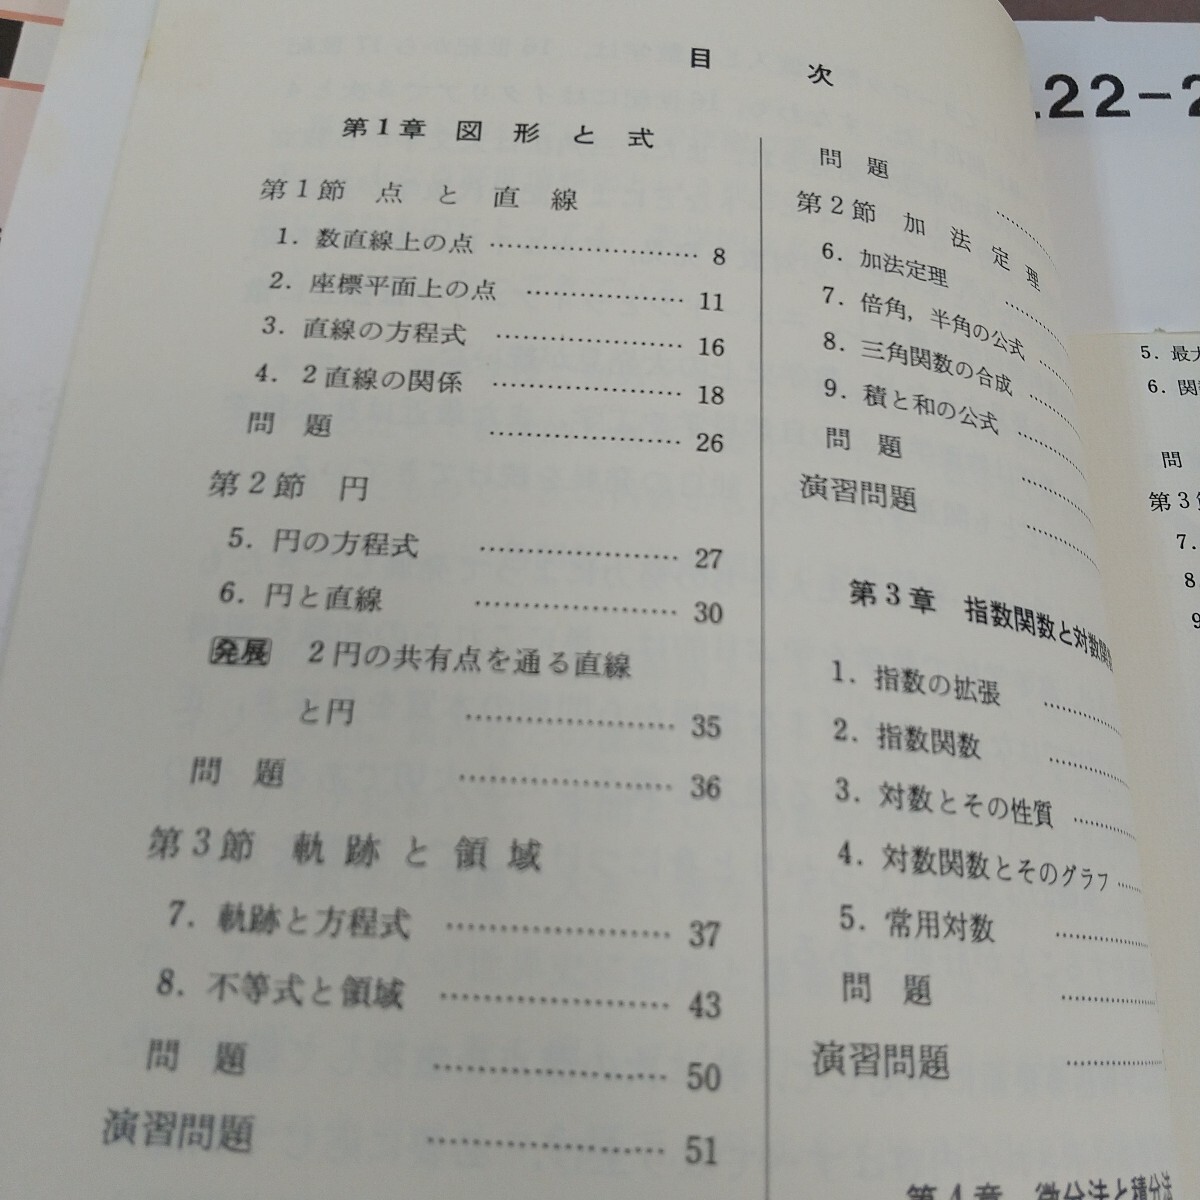 目次
第1章 図形と式
第1節 点と直線
1. 数直線上の点 …… 8
2. 座標平面上の点 …… 11
3. 直線の方程式 …… 16
4. 2直線の関係 …… 18
問題 …… 26
第2節 円
5. 円の方程式 …… 27
6. 円と直線 …… 30
発展 2円の共有点を通る直線
と円 …… 35
問題 …… 36
第3節 軌跡と領域
7. 軌跡と方程式 …… 37
8. 不等式と領域 …… 43
問題 …… 50
演習問題 …… 51
問題 ……
第2節 加法定理
6. 加法定理 ……
7. 倍角，半角の公式 ……
8. 三角関数の合成 ……
9. 積と和の公式 ……
問題 ……
演習問題 ……
第3章 指数関数と対数関数
1. 指数の拡張 ……
2. 指数関数 ……
3. 対数とその性質 ……
4. 対数関数とそのグラフ ……
5. 常用対数 ……
問題 ……
演習問題 ……
第4章 微分法と積分法
22-2
5. 最大
6. 関数
問
第3節
7.
8
9